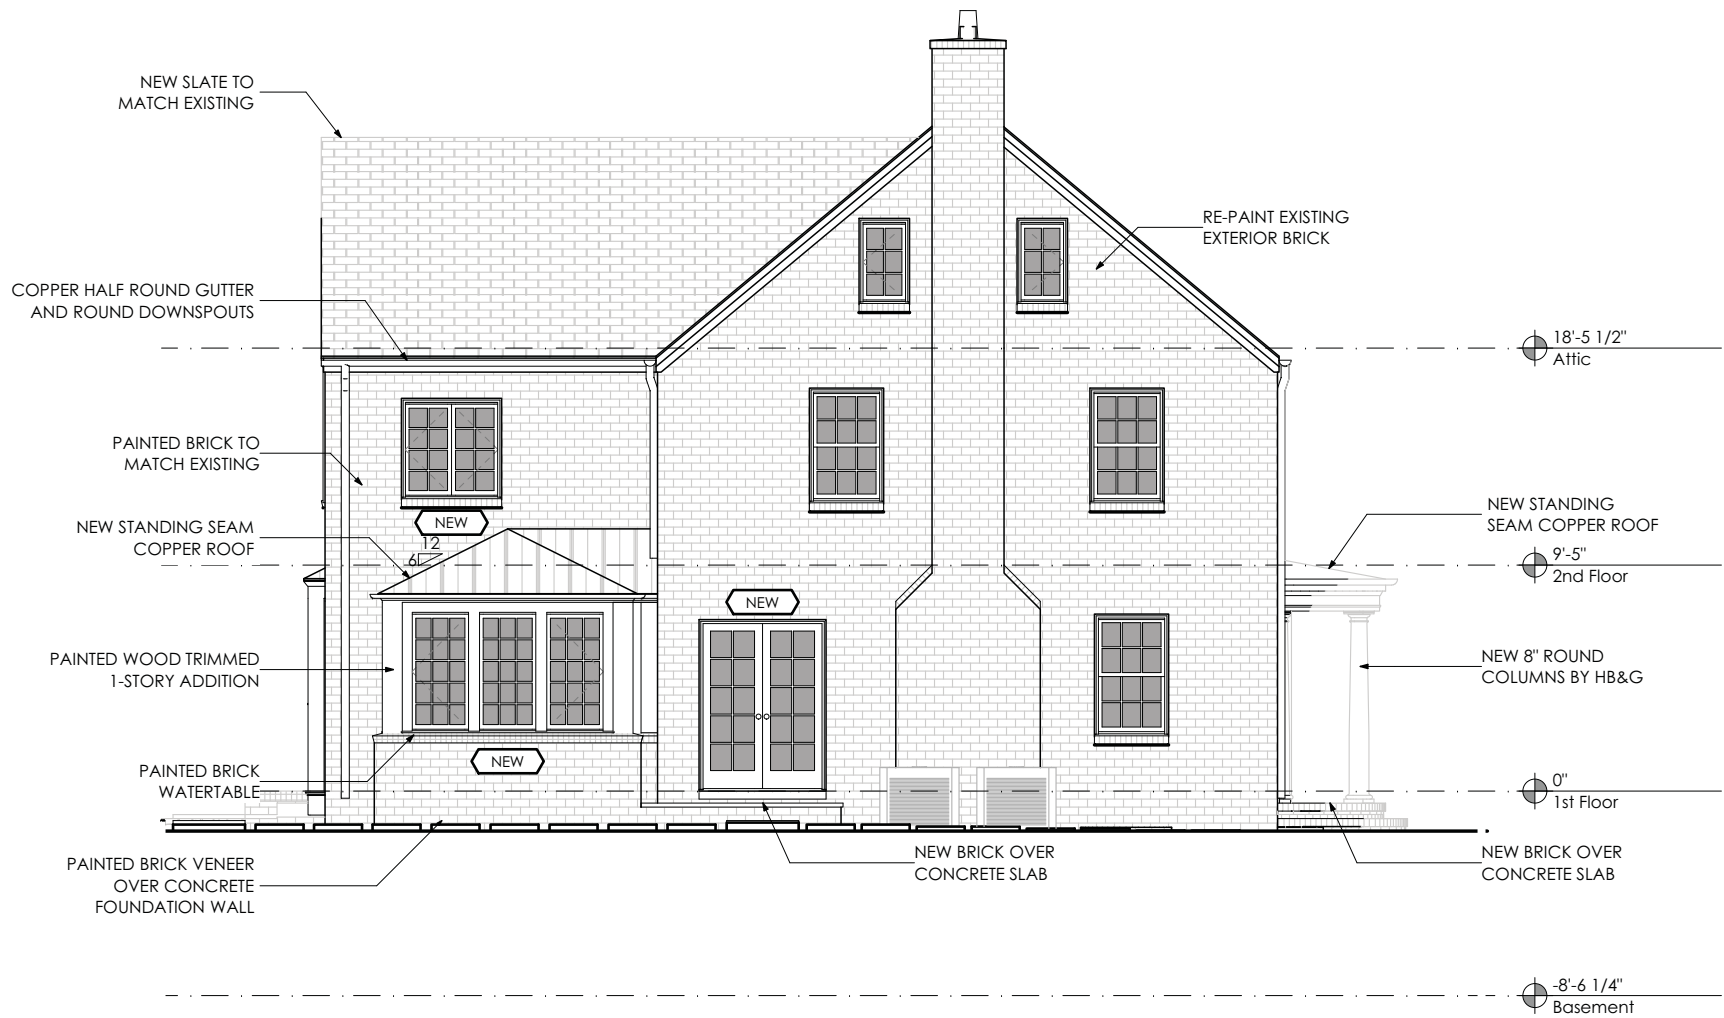 NEW SLATE TO
MATCH EXISTING
RE-PAINT EXISTING
EXTERIOR BRICK
COPPER HALF ROUND GUTTER
AND ROUND DOWNSPOUTS
18'-5 1/2"
Attic
PAINTED BRICK TO
MATCH EXISTING
NEW
NEW STANDING SEAM
COPPER ROOF
12
6
NEW STANDING
SEAM COPPER ROOF
9'-5"
2nd Floor
NEW
PAINTED WOOD TRIMMED
1-STORY ADDITION
NEW 8" ROUND
COLUMNS BY HB&G
NEW
PAINTED BRICK
WATERTABLE
0"
1st Floor
PAINTED BRICK VENEER
OVER CONCRETE
FOUNDATION WALL
NEW BRICK OVER
CONCRETE SLAB
NEW BRICK OVER
CONCRETE SLAB
-8'-6 1/4"
Basement